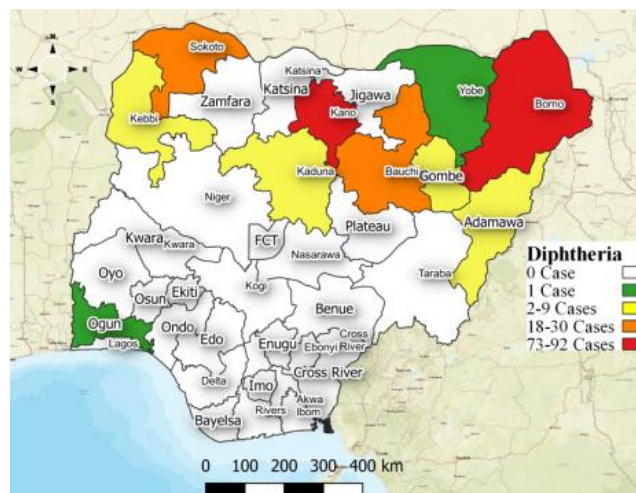 N
W E
S
Sokoto
Katsina
Katsina
Zamfara
Jigawa
Yobe
Borno
Kebbi
Kano
Kaduna
Bauchi
Gombe
Niger
Adamawa
Plateau
Kwara
Kwara
FCT
Nasarawa
Oyo
Taraba
Kogi
Osun
Ekiti
Benue
Ogun
Ondo
Lagos
Edo
Enugu
Ebonyi
Cross
River
Cross River
Delta
Imo
Akwa
Ibom
Rivers
Bayelsa
Diphtheria
0 Case
1 Case
2-9 Cases
18-30 Cases
73-92 Cases
0 100 200 300 400 km